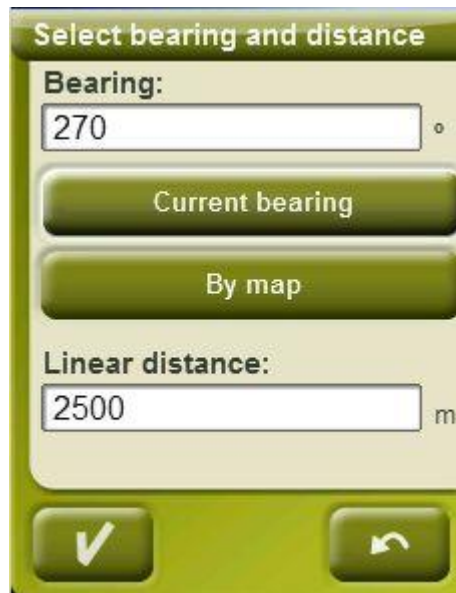 Select bearing and distance
Bearing:
270 °
Current bearing
By map
Linear distance:
2500 m